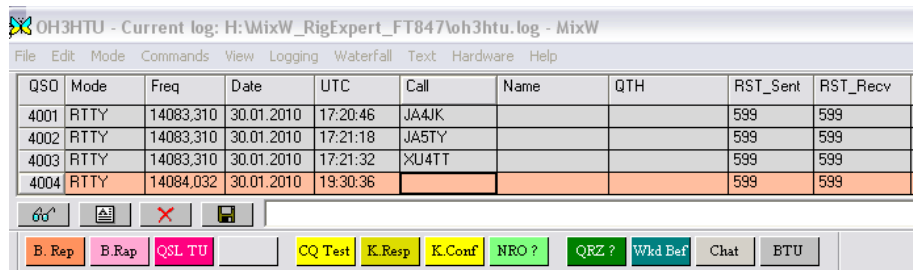 OH3HTU - Current log: H:\MixW_RigExpert_FT847\oh3htu.log - MixW
File Edit Mode Commands View Logging Waterfall Text Hardware Help
QSO Mode Freq Date UTC Call Name QTH RST_Sent RST_Recv
4001 RTTY 14083,310 30.01.2010 17:20:46 JA4JK 599 599
4002 RTTY 14083,310 30.01.2010 17:21:18 JA5TY 599 599
4003 RTTY 14083,310 30.01.2010 17:21:32 XU4TT 599 599
4004 RTTY 14084,032 30.01.2010 19:30:36 599 599
B. Rep B.Rap QSL TU CQ Test K.Resp K.Conf NRO ? QRZ ? Wkd Bef Chat BTU